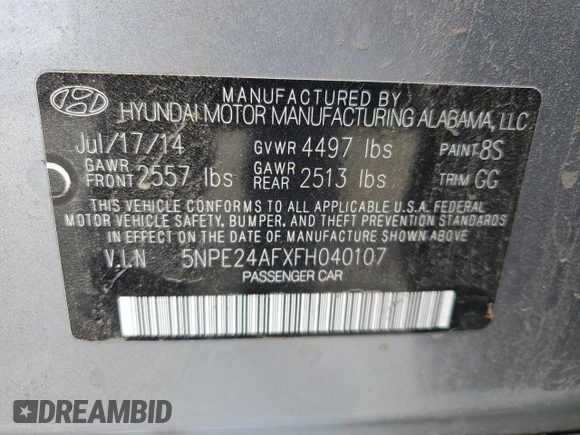 MANUFACTURED BY
HYUNDAI MOTOR MANUFACTURING ALABAMA, LLC
Jul/17/14 GVWR 4497 lbs PAINT 8S
GAWR FRONT 2557 lbs GAWR REAR 2513 lbs TRIM GG
THIS VEHICLE CONFORMS TO ALL APPLICABLE U.S.A. FEDERAL
MOTOR VEHICLE SAFETY, BUMPER, AND THEFT PREVENTION STANDARDS
IN EFFECT ON THE DATE OF MANUFACTURE SHOWN ABOVE
V.I.N 5NPE24AFXFH040107
PASSENGER CAR
DREAMBID